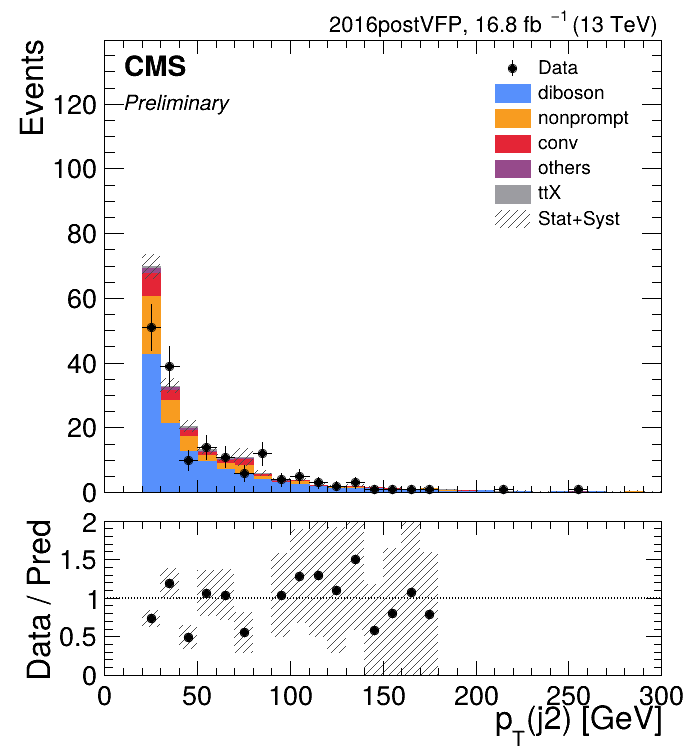 2016postVFP, 16.8 fb⁻¹ (13 TeV)
CMS
Preliminary
Events
Data
diboson
nonprompt
conv
others
ttX
Stat+Syst
120
100
80
60
40
20
0
Data / Pred
2
1.5
1
0.5
0
0 50 100 150 200 250 300
p_T(j2) [GeV]